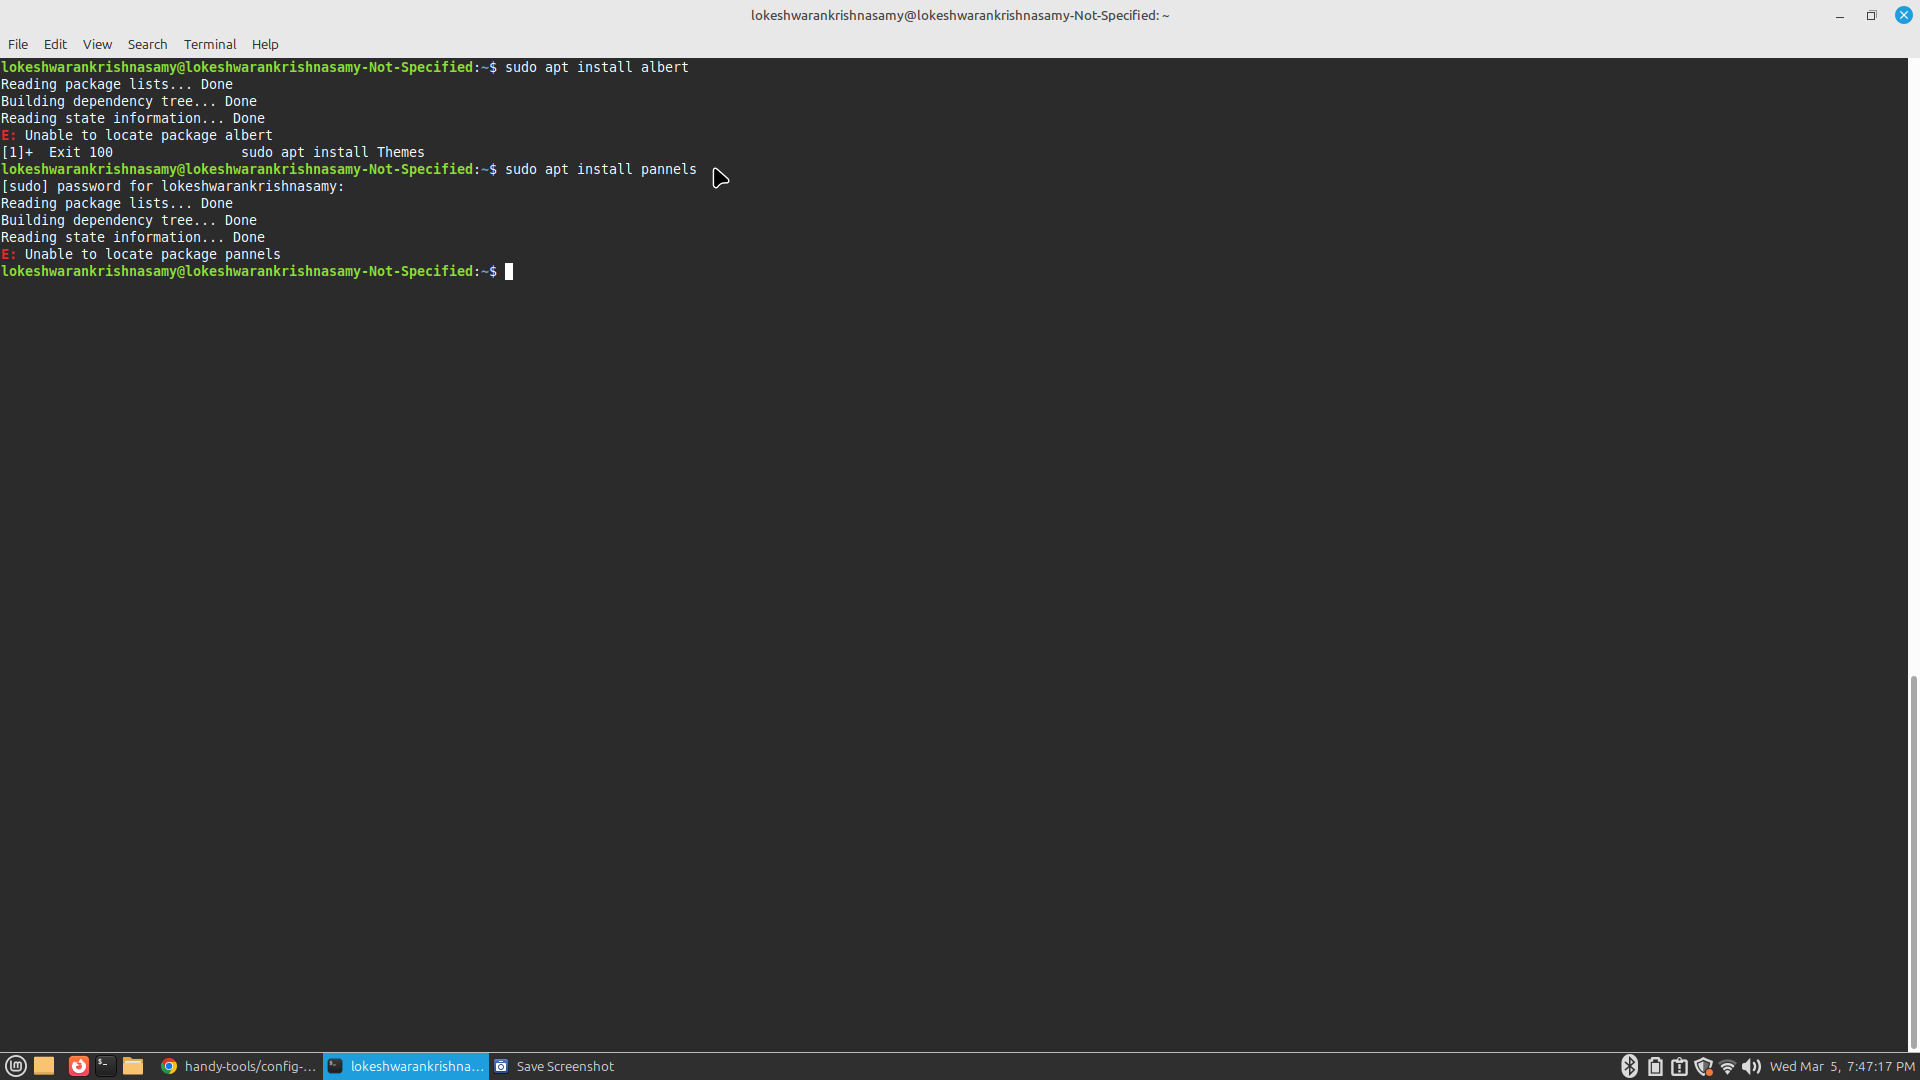 lokeshwarankrishnasamy@lokeshwarankrishnasamy-Not-Specified: ~
File Edit View Search Terminal Help
lokeshwarankrishnasamy@lokeshwarankrishnasamy-Not-Specified:~$ sudo apt install albert
Reading package lists... Done
Building dependency tree... Done
Reading state information... Done
E: Unable to locate package albert
[1]+  Exit 100                sudo apt install Themes
lokeshwarankrishnasamy@lokeshwarankrishnasamy-Not-Specified:~$ sudo apt install pannels
[sudo] password for lokeshwarankrishnasamy:
Reading package lists... Done
Building dependency tree... Done
Reading state information... Done
E: Unable to locate package pannels
lokeshwarankrishnasamy@lokeshwarankrishnasamy-Not-Specified:~$
handy-tools/config-... lokeshwarankrishna... Save Screenshot Wed Mar 5, 7:47:17 PM